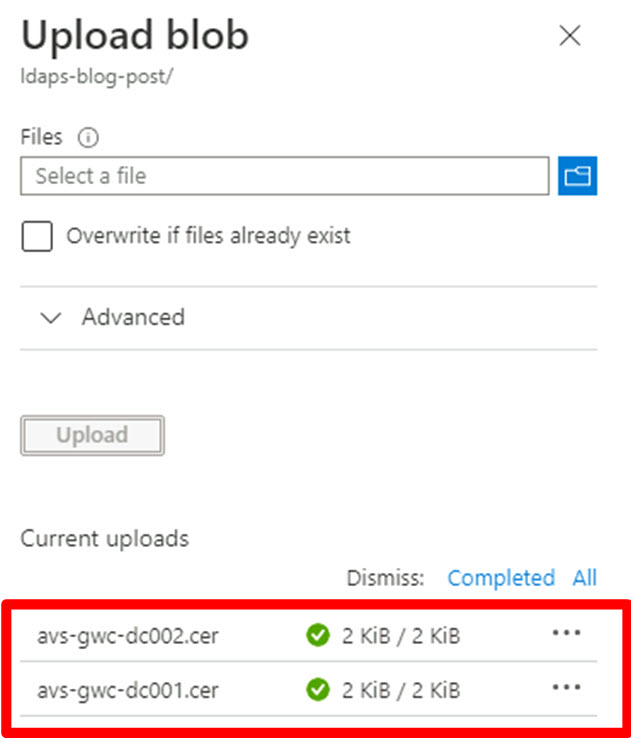 Upload blob
ldaps-blog-post/
Files
Select a file
Overwrite if files already exist
Advanced
Upload
Current uploads
Dismiss: Completed All
avs-gwc-dc002.cer 2 KiB / 2 KiB
avs-gwc-dc001.cer 2 KiB / 2 KiB